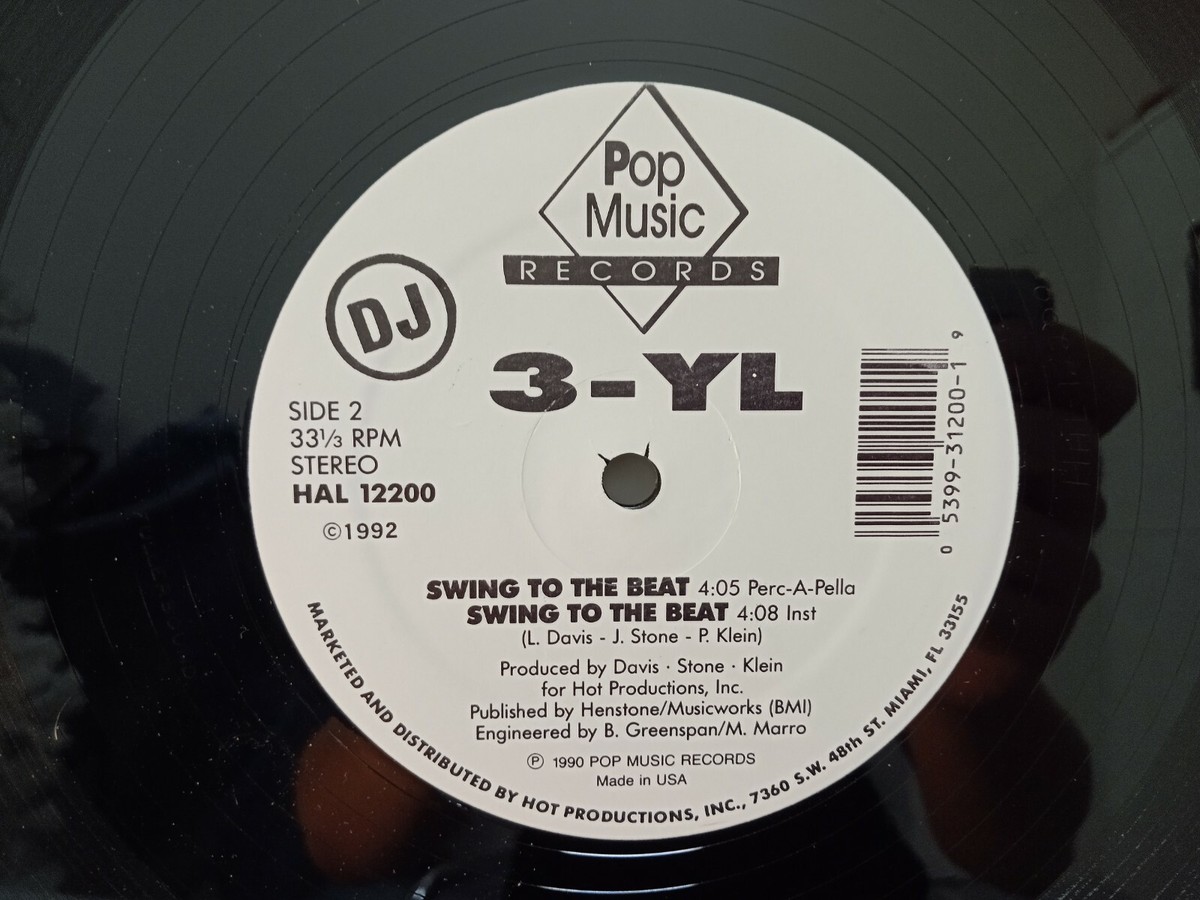 Pop
Music
RECORDS
DJ
3-YL
SIDE 2
33⅓ RPM
STEREO
HAL 12200
©1992
0 5399-31200-1 9
SWING TO THE BEAT 4:05 Perc-A-Pella
SWING TO THE BEAT 4:08 Inst
(L. Davis - J. Stone - P. Klein)
Produced by Davis · Stone · Klein
for Hot Productions, Inc.
Published by Henstone/Musicworks (BMI)
Engineered by B. Greenspan/M. Marro
℗ 1990 POP MUSIC RECORDS
Made in USA
MARKETED AND DISTRIBUTED BY HOT PRODUCTIONS, INC., 7360 S.W. 48th ST. MIAMI, FL 33155